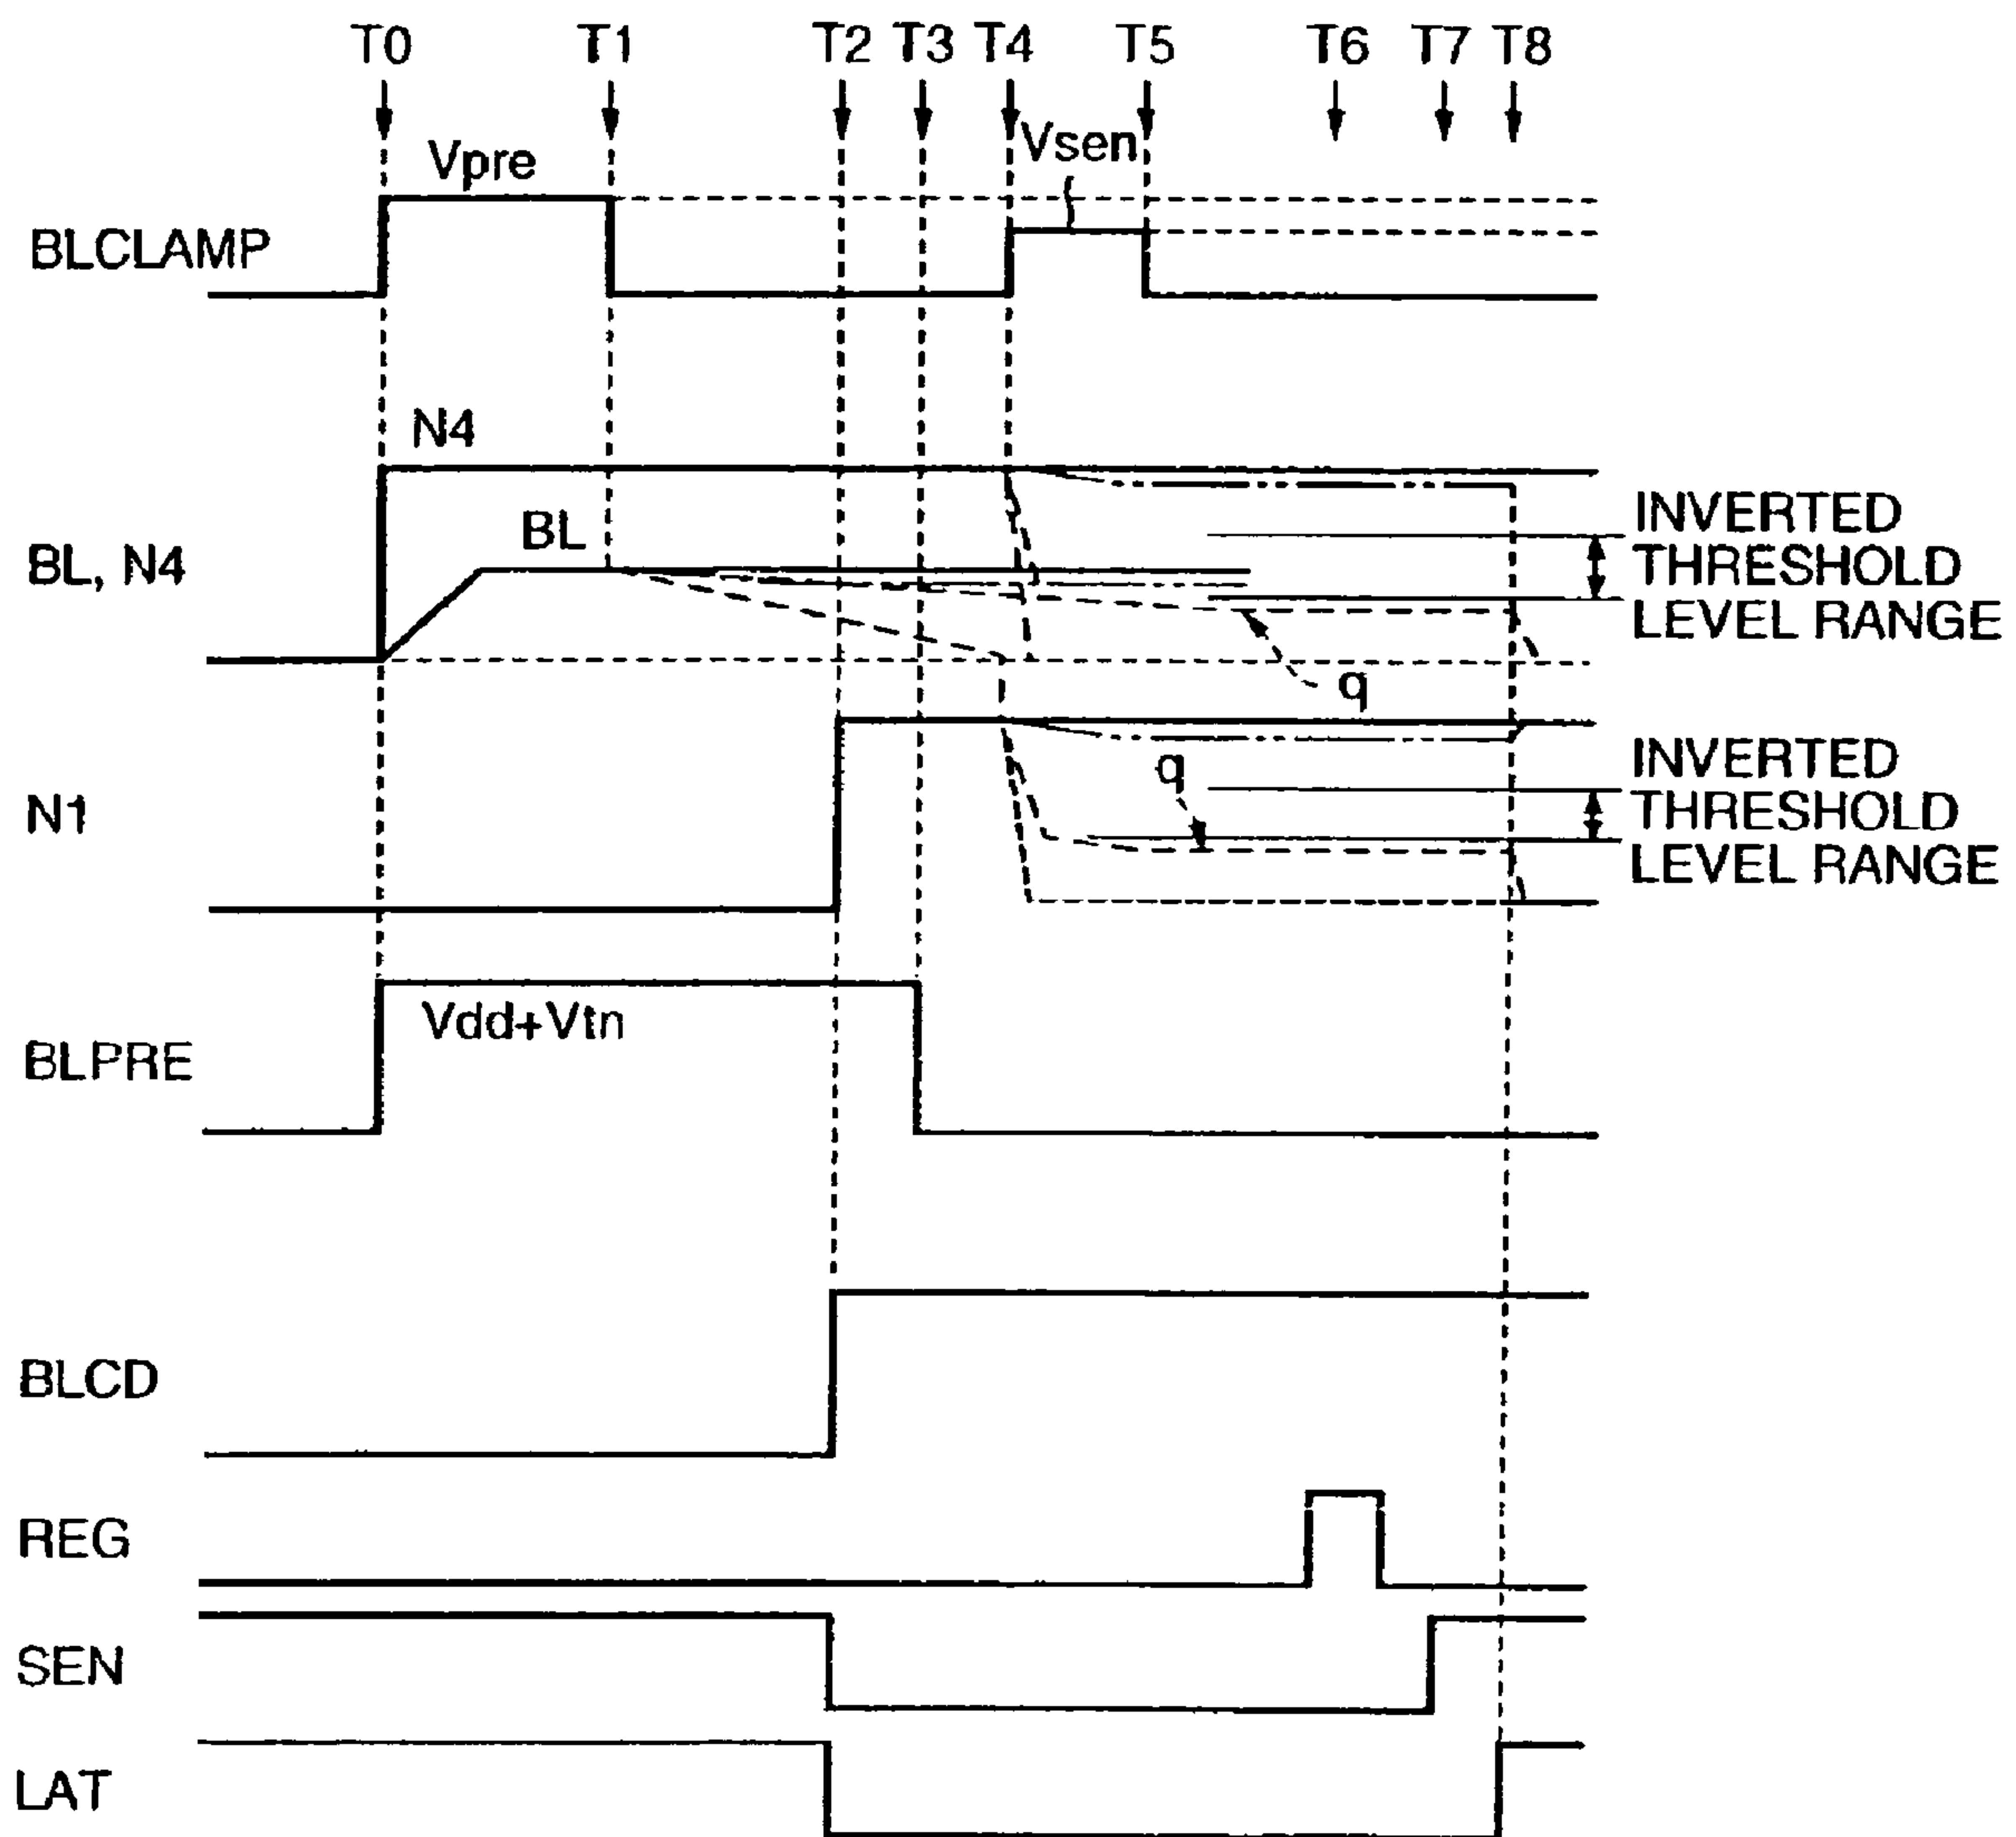 T0 T1 T2 T3 T4 T5 T6 T7 T8
Vpre
Vsen
BLCLAMP
N4
BL
BL, N4
INVERTED
THRESHOLD
LEVEL RANGE
q
N1
q
INVERTED
THRESHOLD
LEVEL RANGE
Vdd+Vtn
BLPRE
BLCD
REG
SEN
LAT